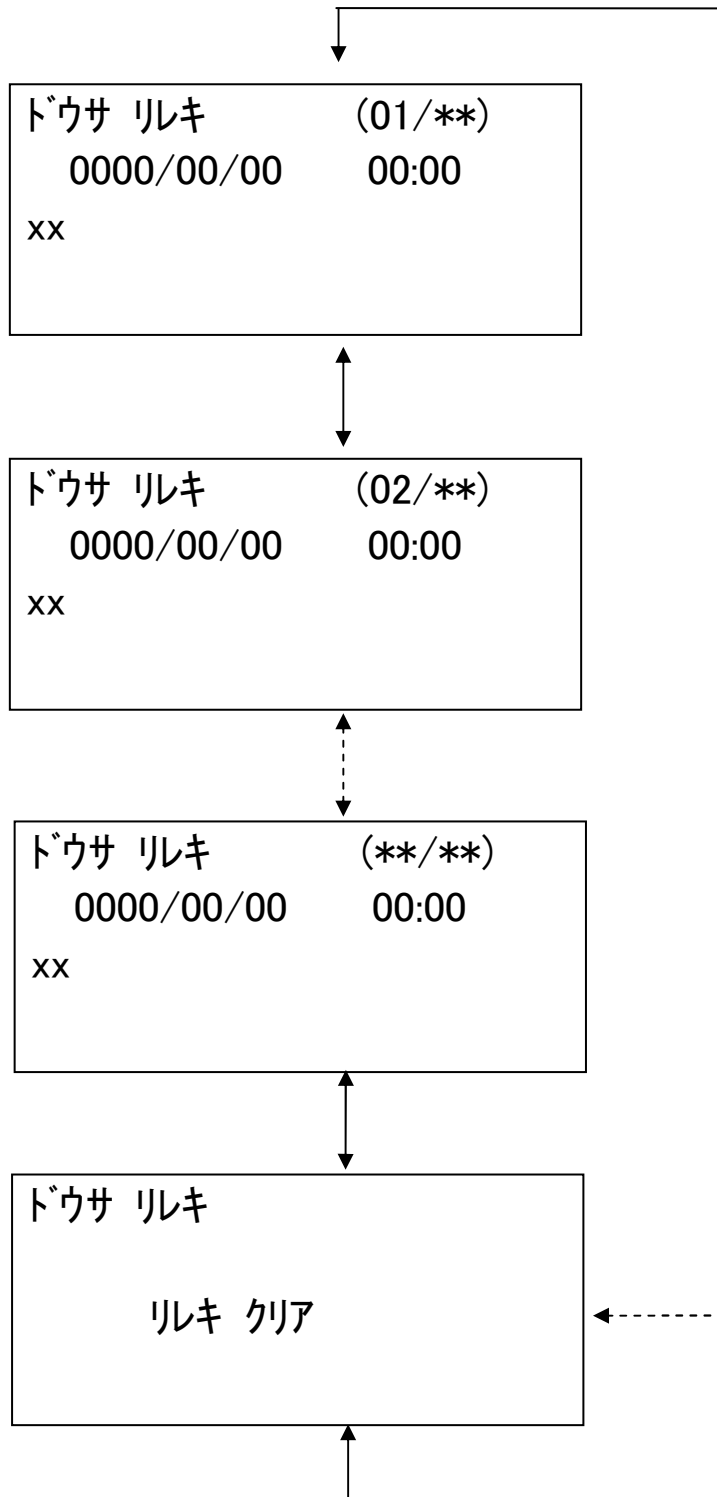 ﾄﾞｳｻ ﾘﾚｷ (01/**)
0000/00/00 00:00
xx
ﾄﾞｳｻ ﾘﾚｷ (02/**)
0000/00/00 00:00
xx
ﾄﾞｳｻ ﾘﾚｷ (**/**)
0000/00/00 00:00
xx
ﾄﾞｳｻ ﾘﾚｷ
ﾘﾚｷ ｸﾘｱ